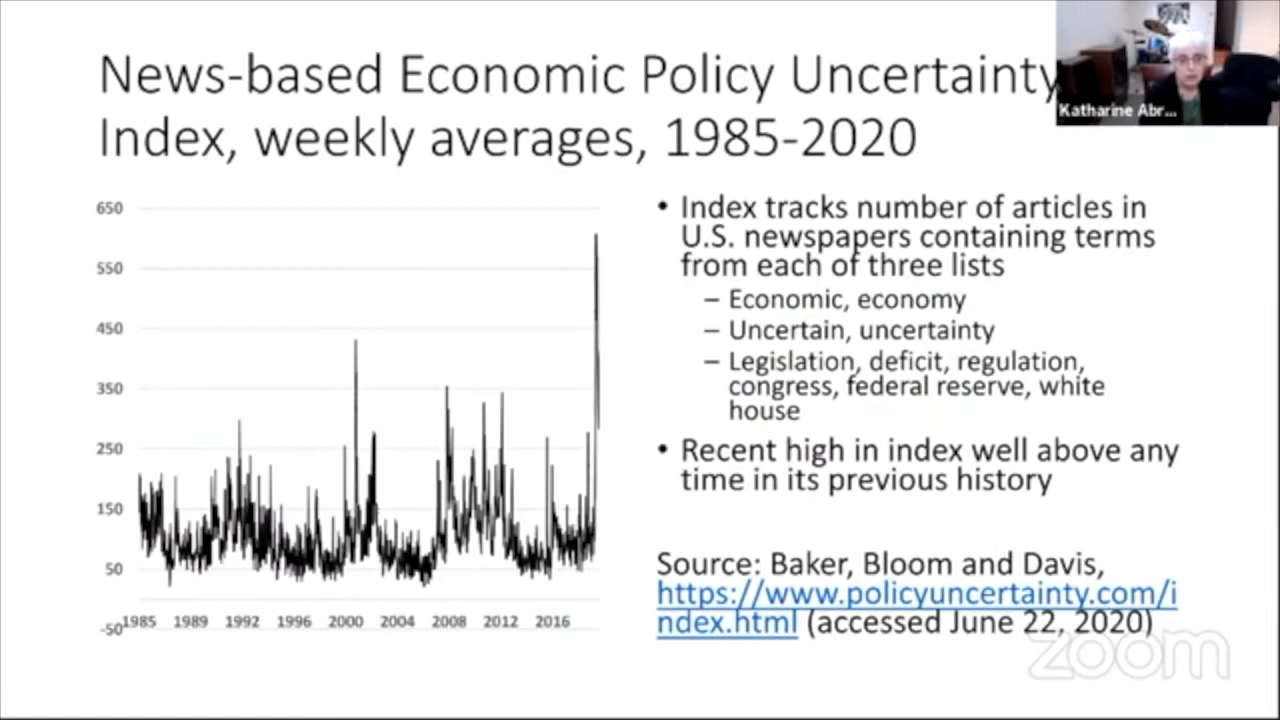 News-based Economic Policy Uncertainty
Index, weekly averages, 1985-2020
Katharine Abr...
650
550
450
350
250
150
50
-50
1985 1989 1992 1996 2000 2004 2008 2012 2016
• Index tracks number of articles in
U.S. newspapers containing terms
from each of three lists
– Economic, economy
– Uncertain, uncertainty
– Legislation, deficit, regulation,
congress, federal reserve, white
house
• Recent high in index well above any
time in its previous history
Source: Baker, Bloom and Davis,
https://www.policyuncertainty.com/i
ndex.html (accessed June 22, 2020)
zoom